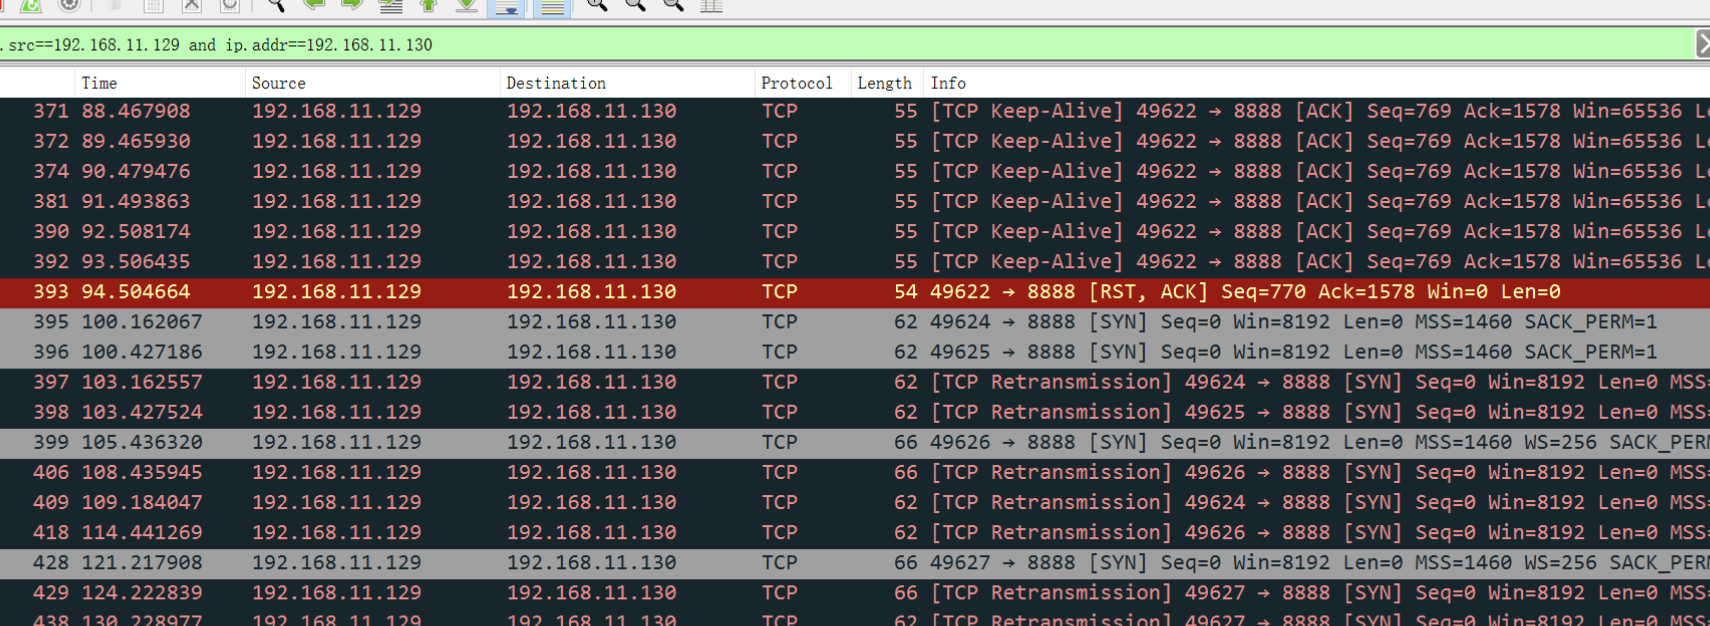 .src==192.168.11.129 and ip.addr==192.168.11.130
Time Source Destination Protocol Length Info
371 88.467908 192.168.11.129 192.168.11.130 TCP 55 [TCP Keep-Alive] 49622 → 8888 [ACK] Seq=769 Ack=1578 Win=65536 Le
372 89.465930 192.168.11.129 192.168.11.130 TCP 55 [TCP Keep-Alive] 49622 → 8888 [ACK] Seq=769 Ack=1578 Win=65536 Le
374 90.479476 192.168.11.129 192.168.11.130 TCP 55 [TCP Keep-Alive] 49622 → 8888 [ACK] Seq=769 Ack=1578 Win=65536 Le
381 91.493863 192.168.11.129 192.168.11.130 TCP 55 [TCP Keep-Alive] 49622 → 8888 [ACK] Seq=769 Ack=1578 Win=65536 Le
390 92.508174 192.168.11.129 192.168.11.130 TCP 55 [TCP Keep-Alive] 49622 → 8888 [ACK] Seq=769 Ack=1578 Win=65536 Le
392 93.506435 192.168.11.129 192.168.11.130 TCP 55 [TCP Keep-Alive] 49622 → 8888 [ACK] Seq=769 Ack=1578 Win=65536 Le
393 94.504664 192.168.11.129 192.168.11.130 TCP 54 49622 → 8888 [RST, ACK] Seq=770 Ack=1578 Win=0 Len=0
395 100.162067 192.168.11.129 192.168.11.130 TCP 62 49624 → 8888 [SYN] Seq=0 Win=8192 Len=0 MSS=1460 SACK_PERM=1
396 100.427186 192.168.11.129 192.168.11.130 TCP 62 49625 → 8888 [SYN] Seq=0 Win=8192 Len=0 MSS=1460 SACK_PERM=1
397 103.162557 192.168.11.129 192.168.11.130 TCP 62 [TCP Retransmission] 49624 → 8888 [SYN] Seq=0 Win=8192 Len=0 MSS=
398 103.427524 192.168.11.129 192.168.11.130 TCP 62 [TCP Retransmission] 49625 → 8888 [SYN] Seq=0 Win=8192 Len=0 MSS=
399 105.436320 192.168.11.129 192.168.11.130 TCP 66 49626 → 8888 [SYN] Seq=0 Win=8192 Len=0 MSS=1460 WS=256 SACK_PERM
406 108.435945 192.168.11.129 192.168.11.130 TCP 66 [TCP Retransmission] 49626 → 8888 [SYN] Seq=0 Win=8192 Len=0 MSS=
409 109.184047 192.168.11.129 192.168.11.130 TCP 62 [TCP Retransmission] 49624 → 8888 [SYN] Seq=0 Win=8192 Len=0 MSS=
418 114.441269 192.168.11.129 192.168.11.130 TCP 62 [TCP Retransmission] 49626 → 8888 [SYN] Seq=0 Win=8192 Len=0 MSS=
428 121.217908 192.168.11.129 192.168.11.130 TCP 66 49627 → 8888 [SYN] Seq=0 Win=8192 Len=0 MSS=1460 WS=256 SACK_PERM
429 124.222839 192.168.11.129 192.168.11.130 TCP 66 [TCP Retransmission] 49627 → 8888 [SYN] Seq=0 Win=8192 Len=0 MSS=
438 130.228977 192.168.11.129 192.168.11.130 TCP 62 [TCP Retransmission] 49627 → 8888 [SYN] Seq=0 Win=8192 Len=0 MSS=